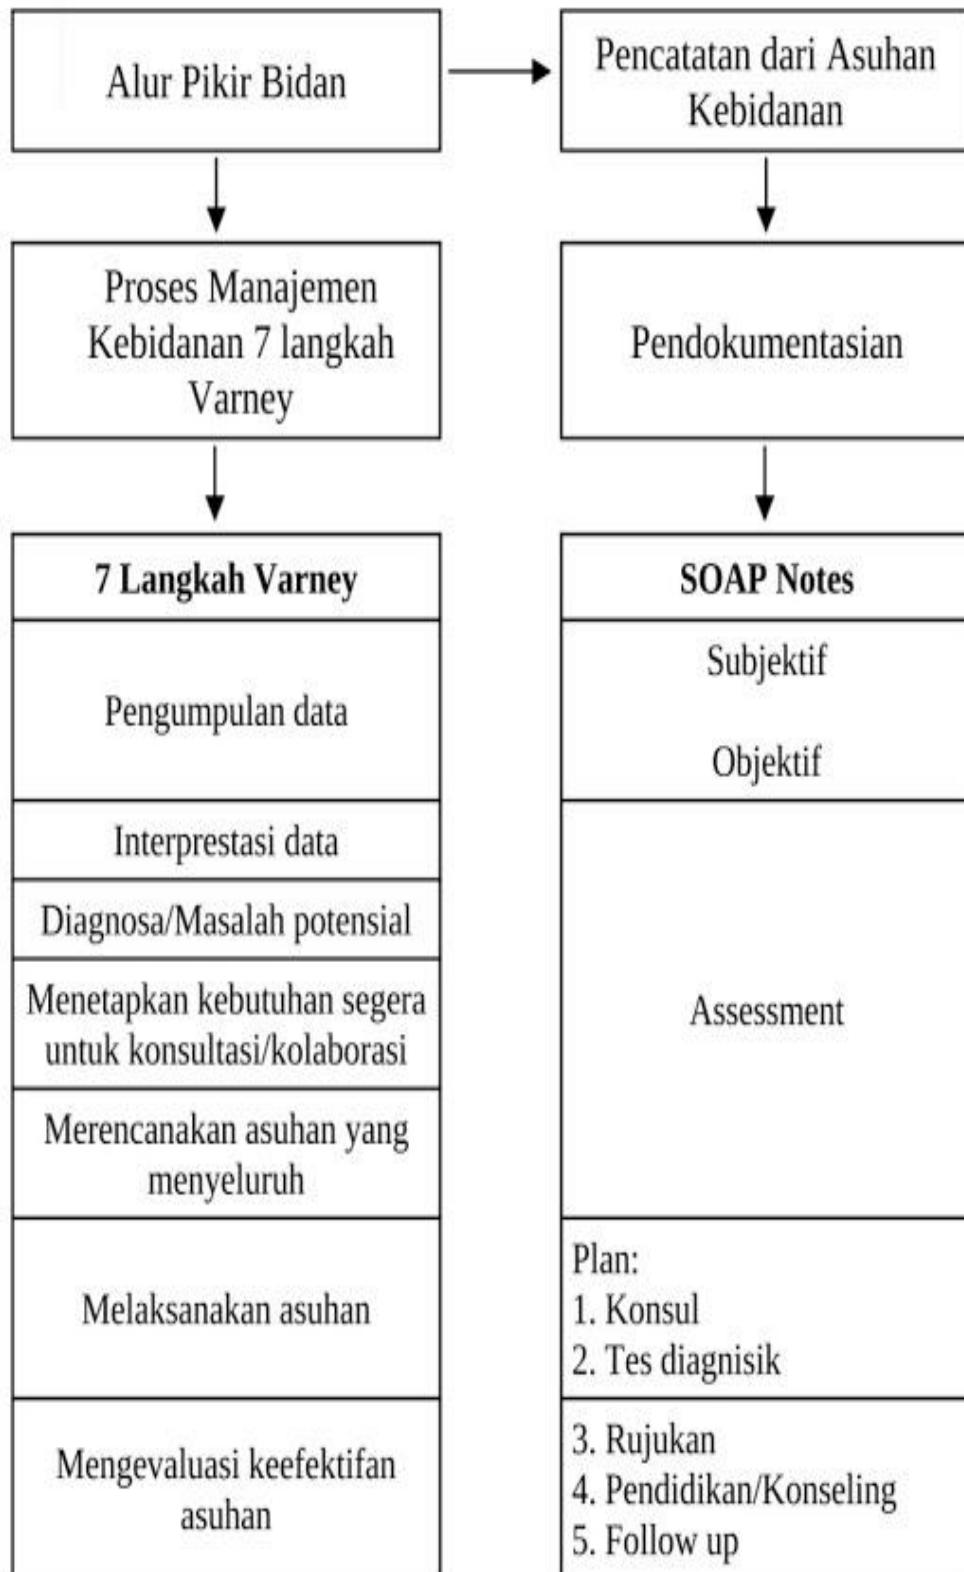 Alur Pikir Bidan
Pencatatan dari Asuhan
Kebidanan
Proses Manajemen
Kebidanan 7 langkah
Varney
Pendokumentasian
7 Langkah Varney
Pengumpulan data
Interprestasi data
Diagnosa/Masalah potensial
Menetapkan kebutuhan segera
untuk konsultasi/kolaborasi
Merencanakan asuhan yang
menyeluruh
Melaksanakan asuhan
Mengevaluasi keefektifan
asuhan
SOAP Notes
Subjektif
Objektif
Assessment
Plan:
1. Konsul
2. Tes diagnisik
3. Rujukan
4. Pendidikan/Konseling
5. Follow up